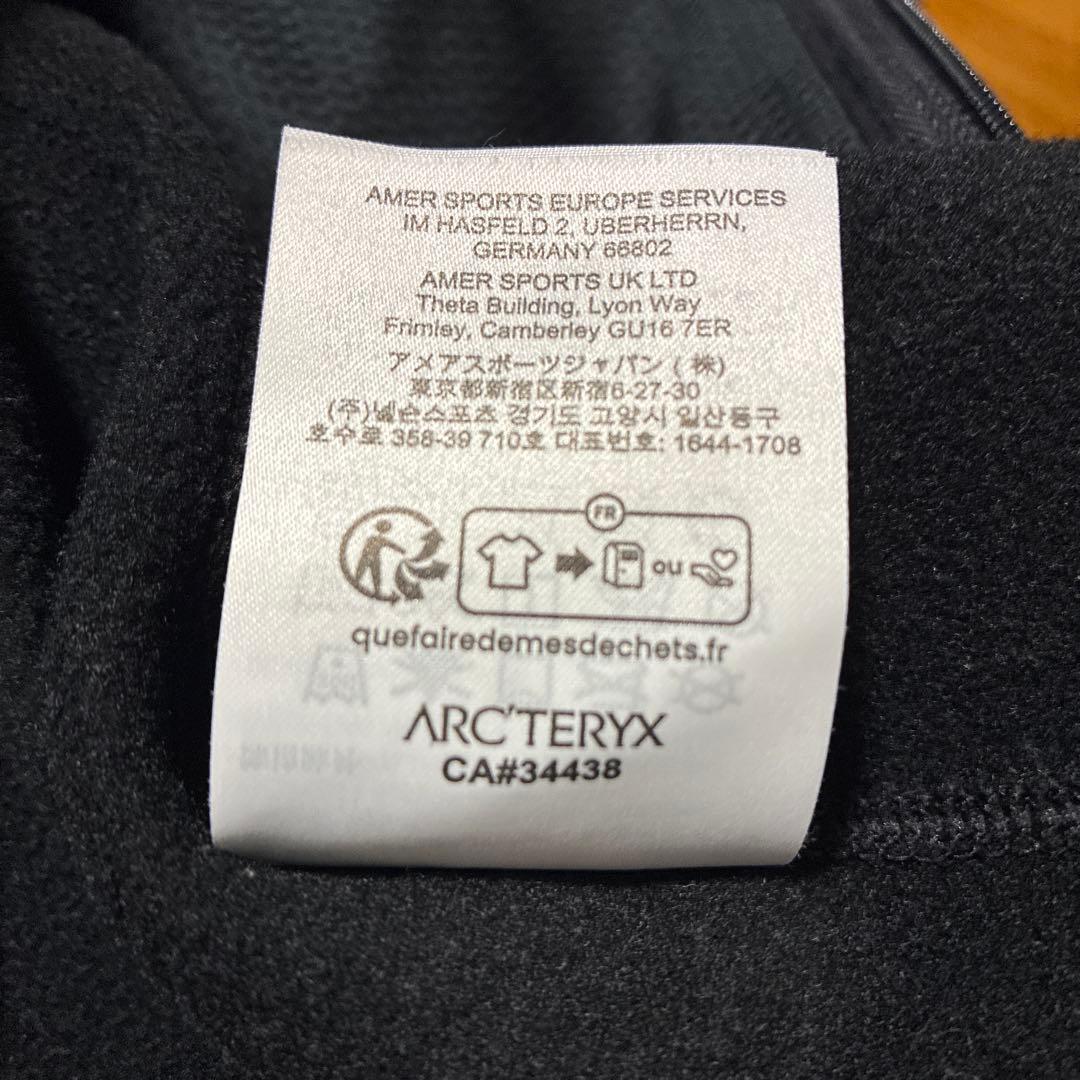 AMER SPORTS EUROPE SERVICES
IM HASFELD 2, UBERHERRN,
GERMANY 66802
AMER SPORTS UK LTD
Theta Building, Lyon Way
Frimley, Camberley GU16 7ER
アメアスポーツジャパン (株)
東京都新宿区新宿6-27-30
(주)넬슨스포츠 경기도 고양시 일산동구
호수로 358-39 710호 대표번호: 1644-1708
FR
ou
quefairedemesdechets.fr
ARC'TERYX
CA#34438